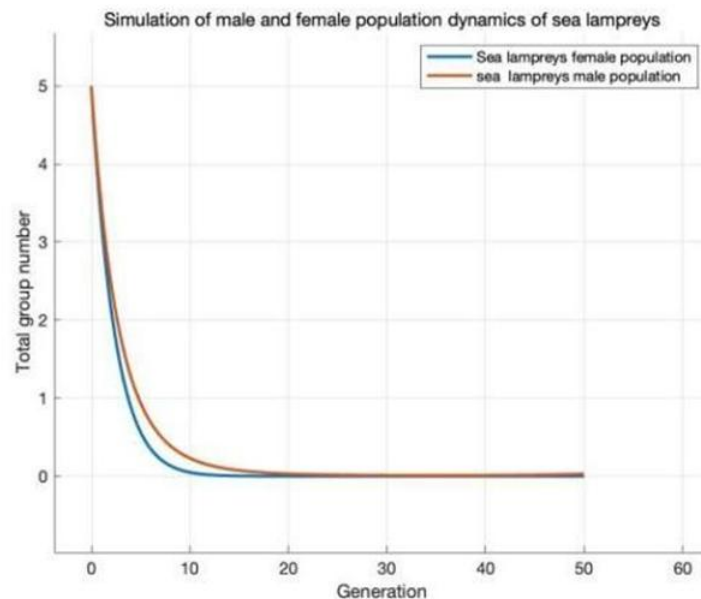 Simulation of male and female population dynamics of sea lampreys
Sea lampreys female population
sea lampreys male population
Total group number
5
4
3
2
1
0
0 10 20 30 40 50 60
Generation